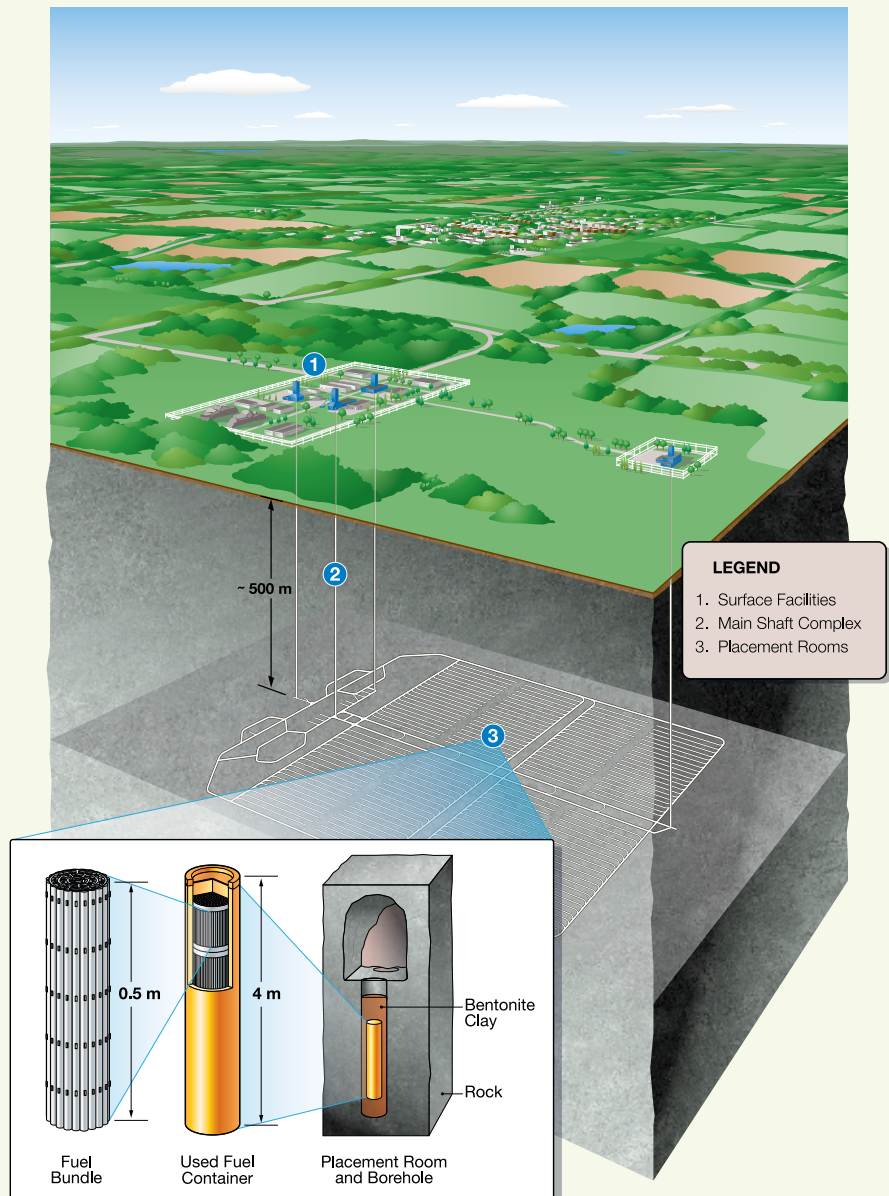 1
2
~ 500 m
LEGEND
1. Surface Facilities
2. Main Shaft Complex
3. Placement Rooms
3
0.5 m
4 m
Bentonite
Clay
Rock
Fuel
Bundle
Used Fuel
Container
Placement Room
and Borehole